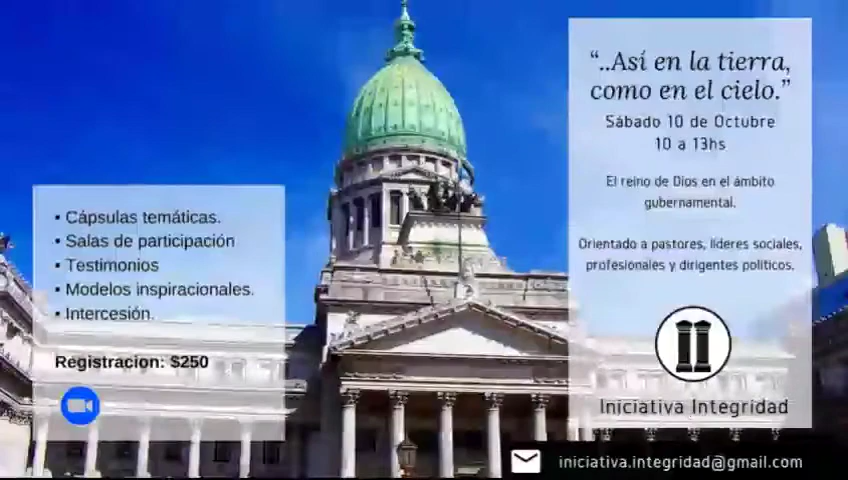 “..Así en la tierra,
como en el cielo.”
Sábado 10 de Octubre
10 a 13hs
El reino de Dios en el ámbito
gubernamental.
Orientado a pastores, líderes sociales,
profesionales y dirigentes políticos.
Iniciativa Integridad
• Cápsulas temáticas.
• Salas de participación
• Testimonios
• Modelos inspiracionales.
• Intercesión.
Registracion: $250
iniciativa.integridad@gmail.com